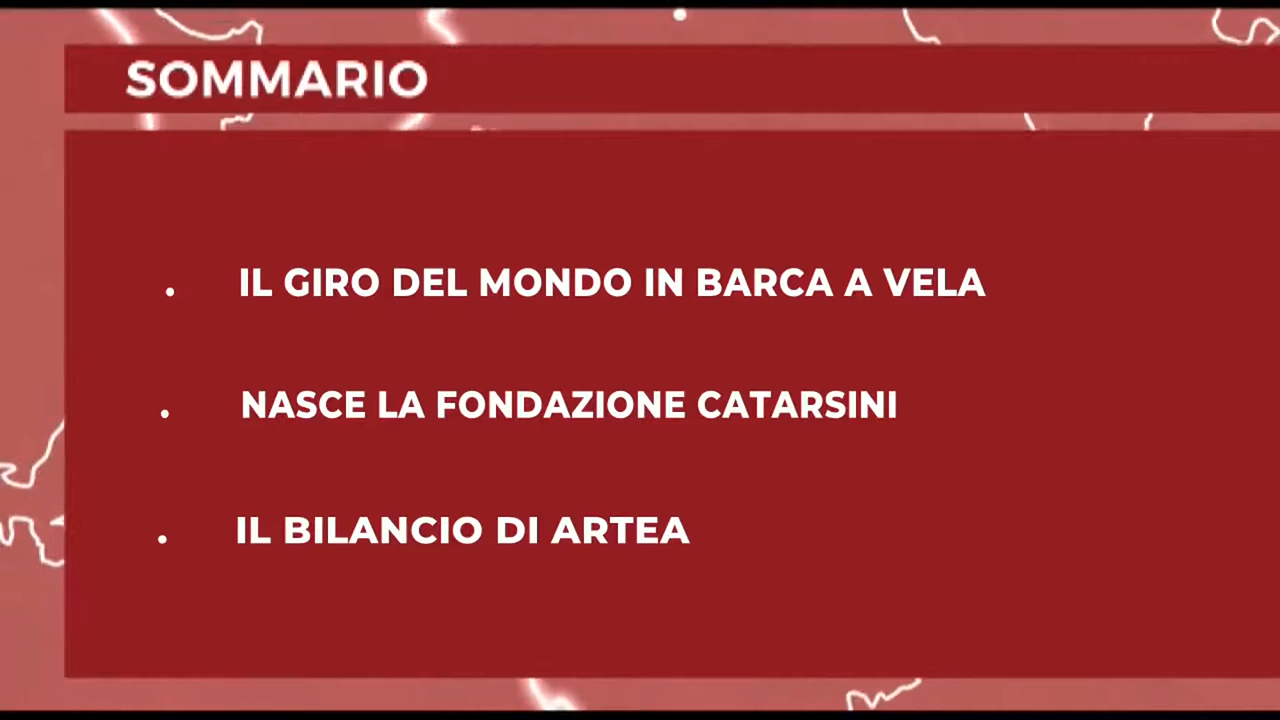 SOMMARIO
. IL GIRO DEL MONDO IN BARCA A VELA
. NASCE LA FONDAZIONE CATARSINI
. IL BILANCIO DI ARTEA